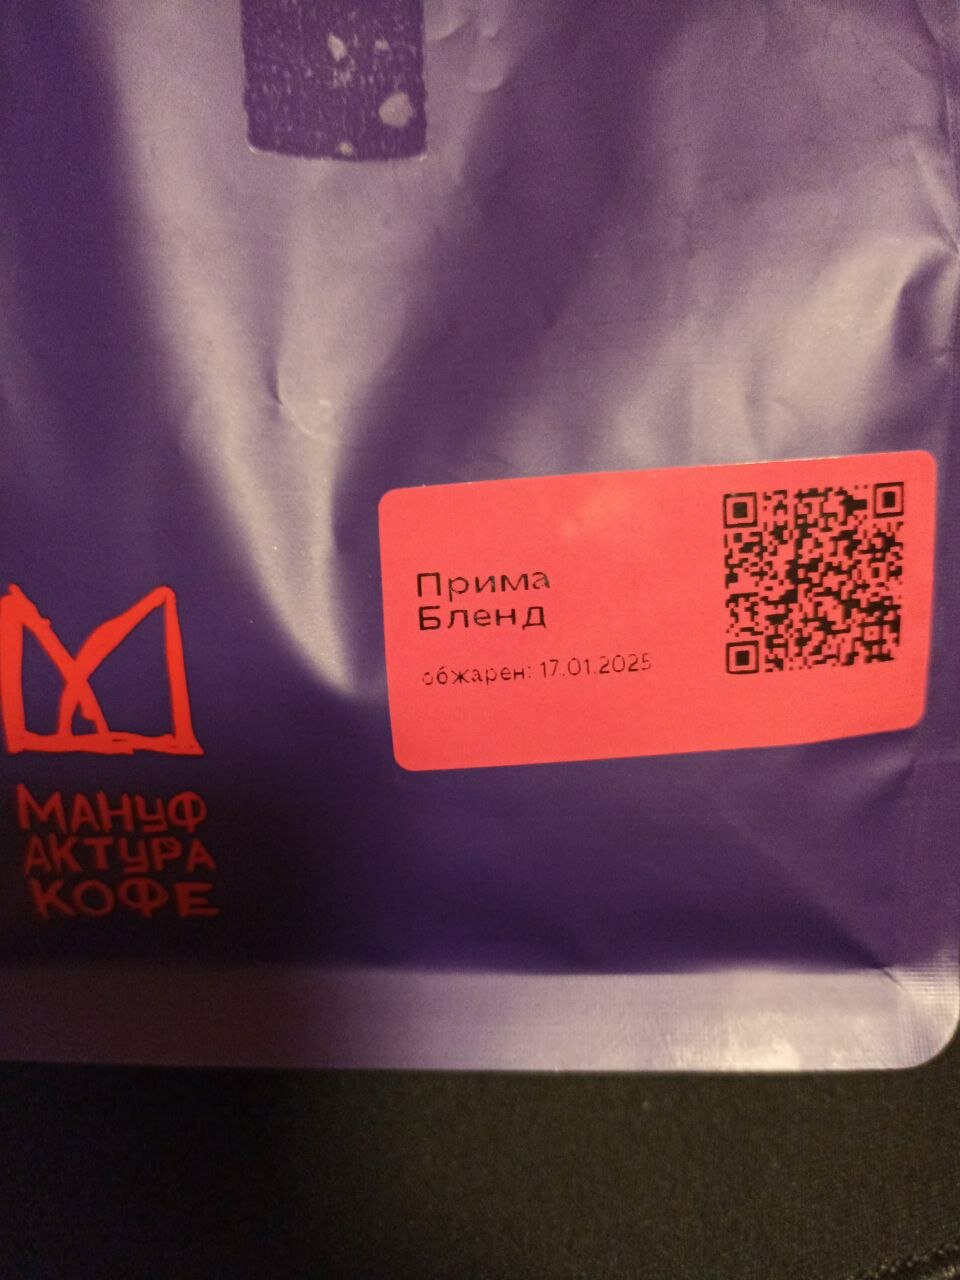 Прима
Бленд
обжарен: 17.01.2025
МАНУФ
АКТУРА
КОФЕ